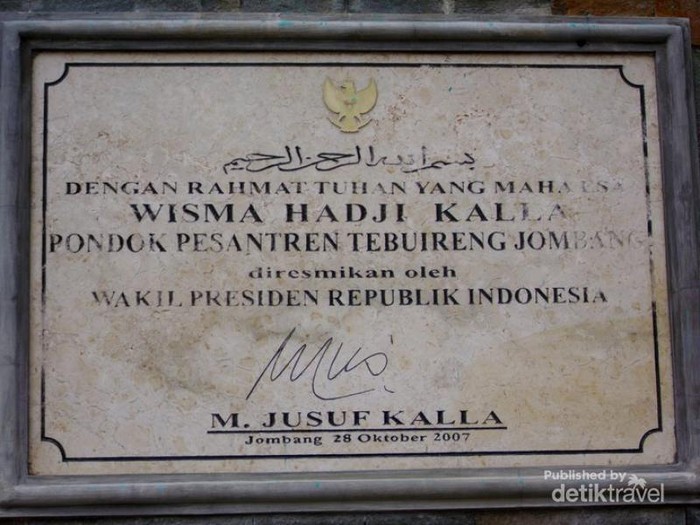 بسم الله الرحمن الرحيم
DENGAN RAHMAT TUHAN YANG MAHA ESA
WISMA HADJI KALLA
PONDOK PESANTREN TEBUIRENG JOMBANG
diresmikan oleh
WAKIL PRESIDEN REPUBLIK INDONESIA
M. JUSUF KALLA
Jombang 28 Oktober 2007
Published by
detiktravel